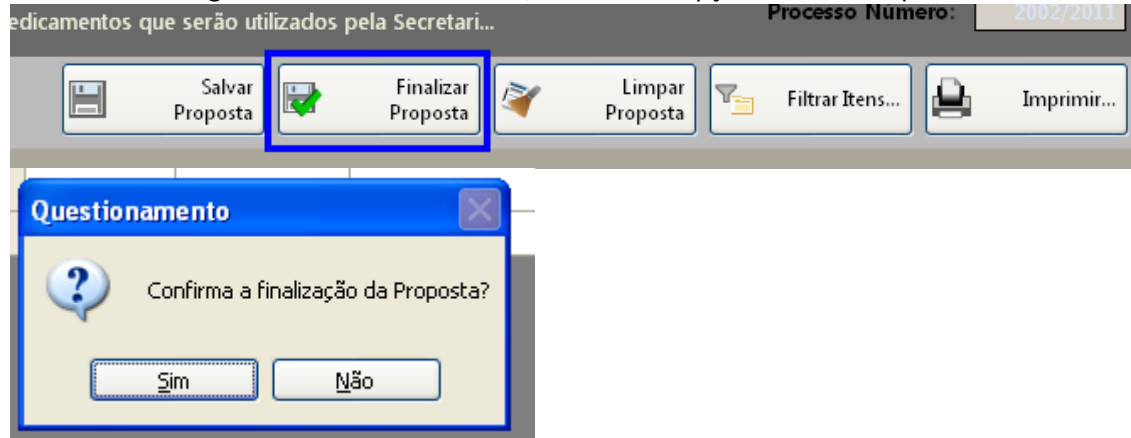 edicamentos que serão utilizados pela Secretari...
Processo Número: 2002/2011
Salvar
Proposta
Finalizar
Proposta
Limpar
Proposta
Filtrar Itens...
Imprimir...
Questionamento
Confirma a finalização da Proposta?
Sim
Não